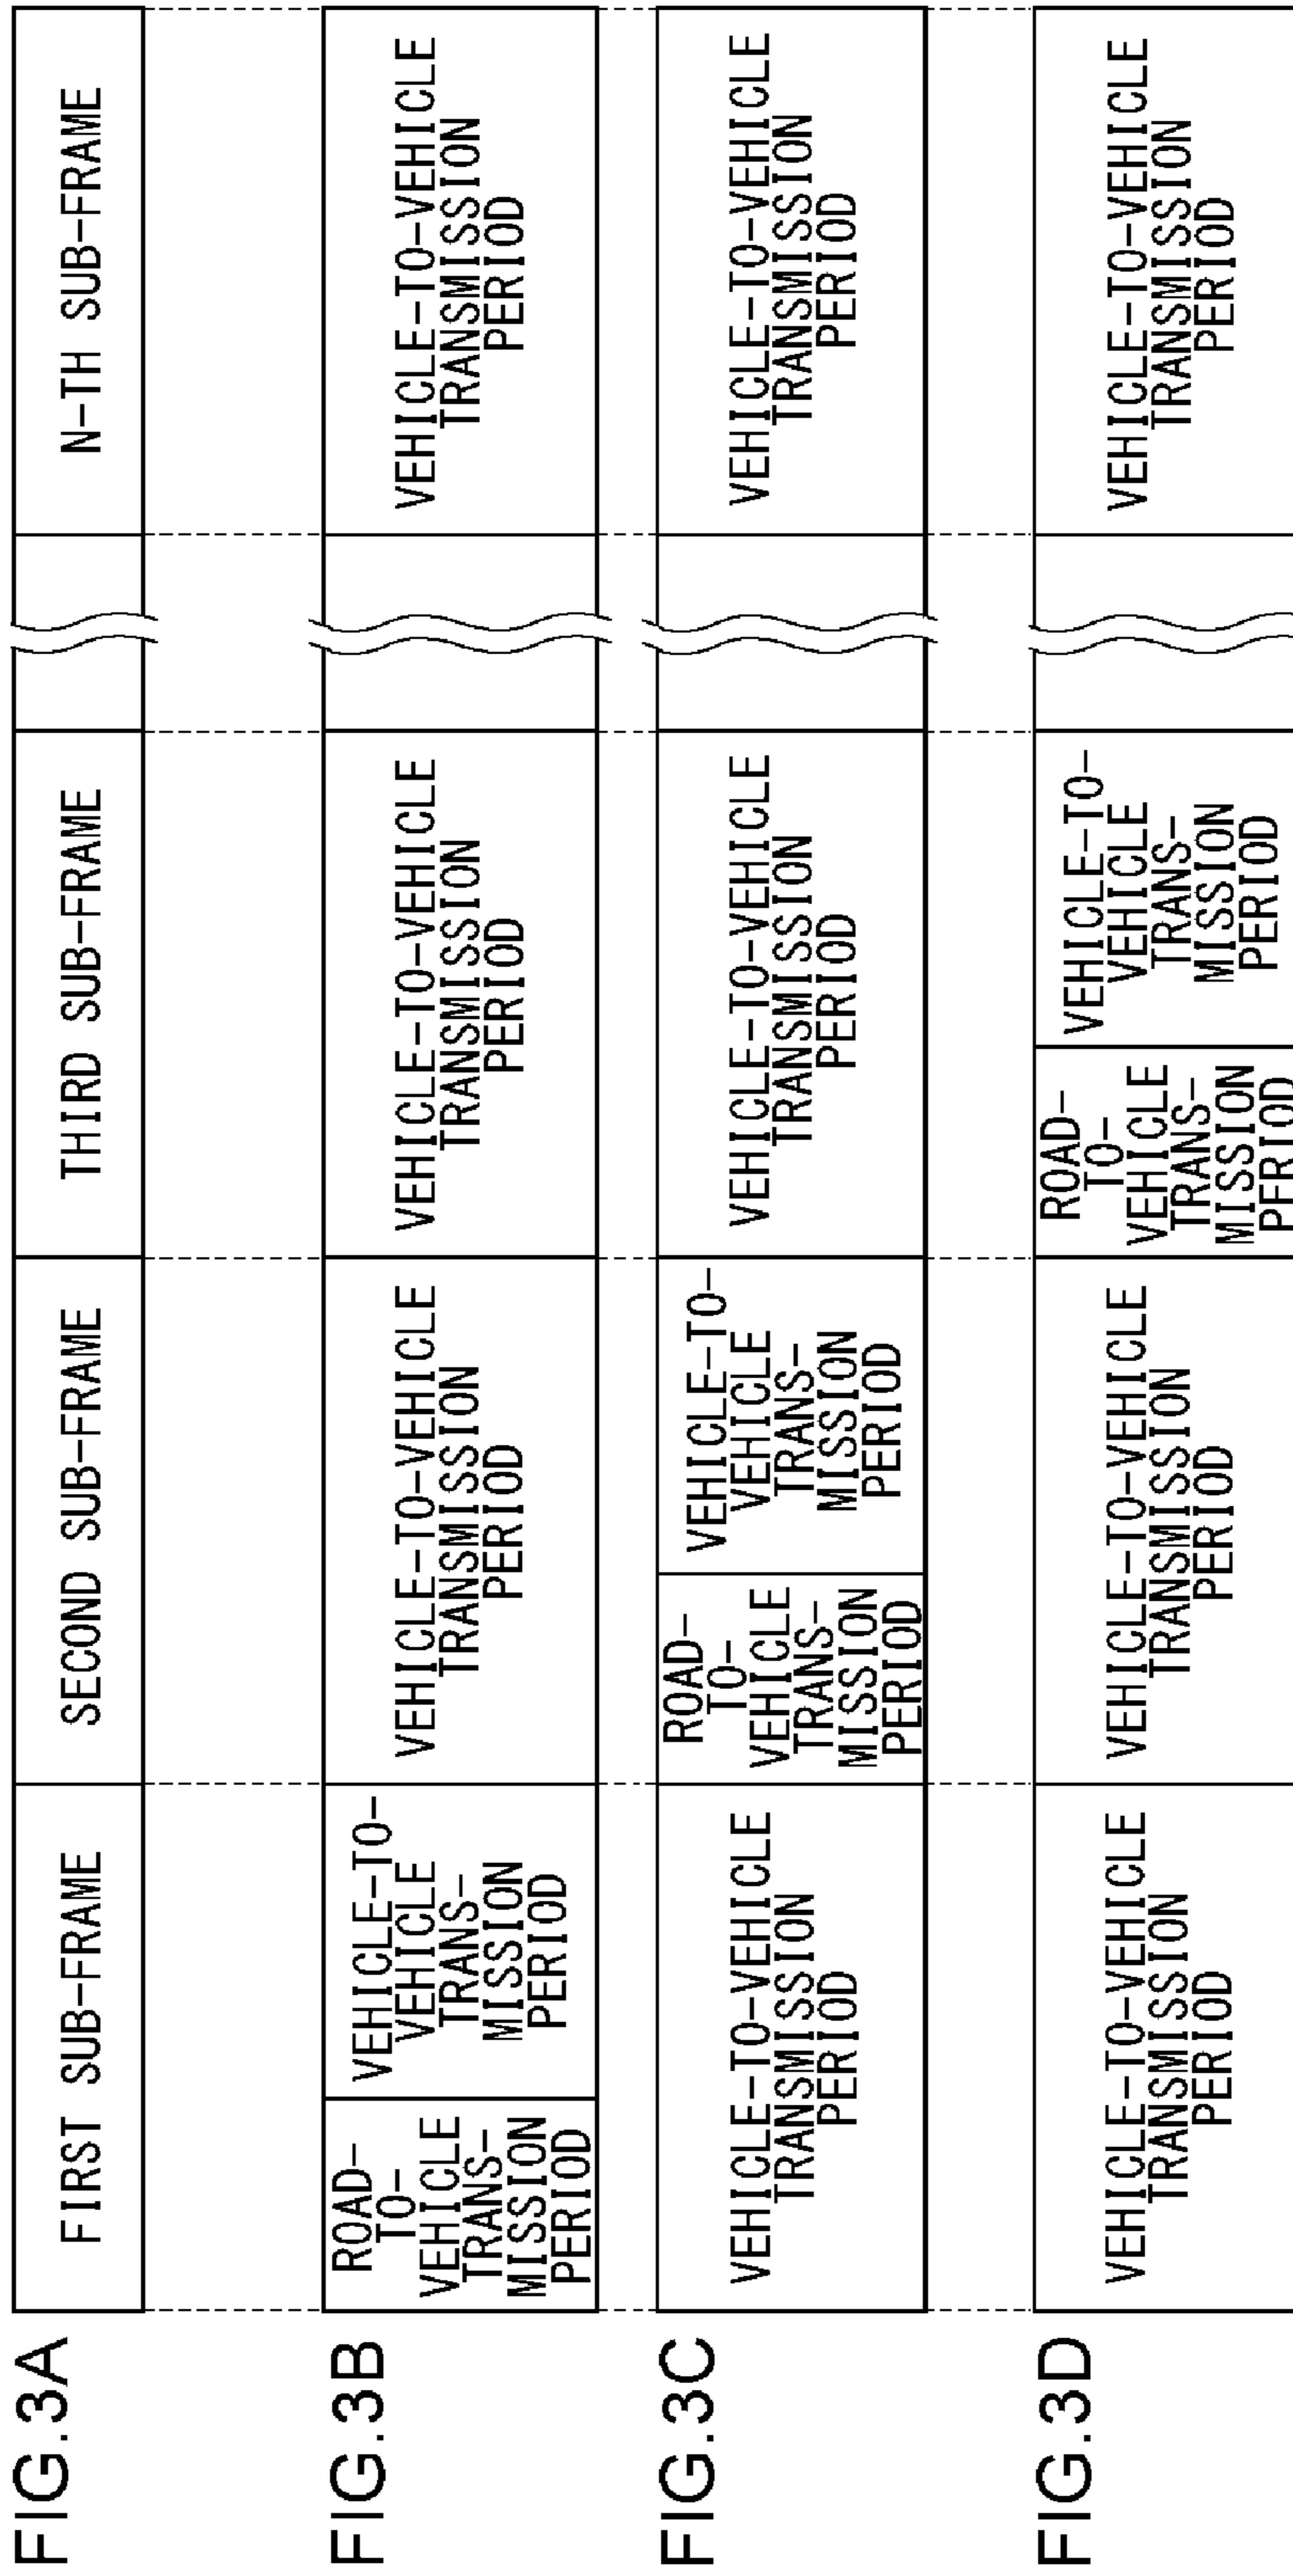 FIG.3A
FIRST SUB-FRAME
SECOND SUB-FRAME
THIRD SUB-FRAME
N-TH SUB-FRAME
FIG.3B
ROAD-
TO-
VEHICLE
TRANS-
MISSION
PERIOD
VEHICLE-TO-
VEHICLE
TRANS-
MISSION
PERIOD
VEHICLE-TO-VEHICLE
TRANSMISSION
PERIOD
VEHICLE-TO-VEHICLE
TRANSMISSION
PERIOD
VEHICLE-TO-VEHICLE
TRANSMISSION
PERIOD
FIG.3C
VEHICLE-TO-VEHICLE
TRANSMISSION
PERIOD
ROAD-
TO-
VEHICLE
TRANS-
MISSION
PERIOD
VEHICLE-TO-
VEHICLE
TRANS-
MISSION
PERIOD
VEHICLE-TO-VEHICLE
TRANSMISSION
PERIOD
VEHICLE-TO-VEHICLE
TRANSMISSION
PERIOD
FIG.3D
VEHICLE-TO-VEHICLE
TRANSMISSION
PERIOD
VEHICLE-TO-VEHICLE
TRANSMISSION
PERIOD
ROAD-
TO-
VEHICLE
TRANS-
MISSION
PERIOD
VEHICLE-TO-
VEHICLE
TRANS-
MISSION
PERIOD
VEHICLE-TO-VEHICLE
TRANSMISSION
PERIOD